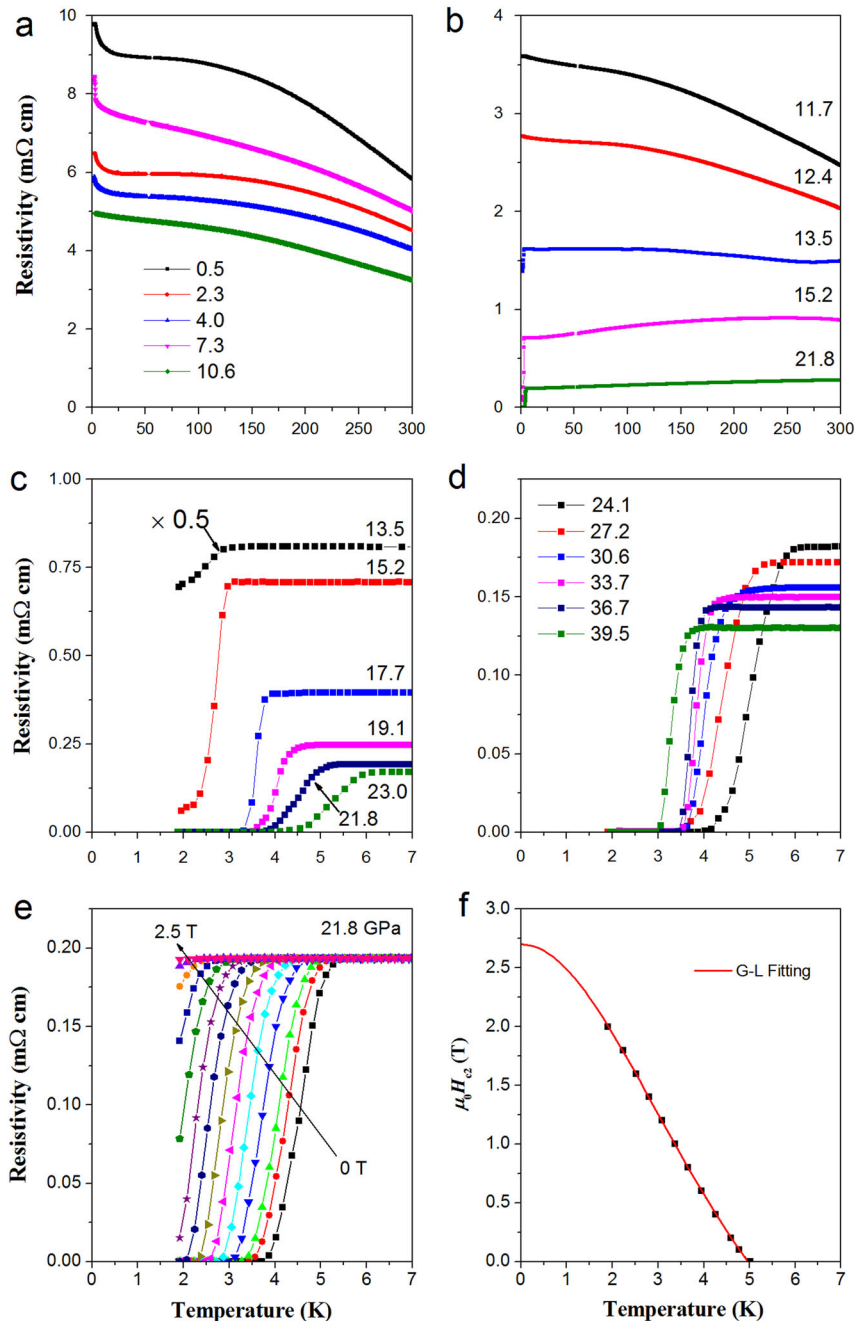 a
Resistivity (mΩ cm)
10
8
6
4
2
0
0.5
2.3
4.0
7.3
10.6
0 50 100 150 200 250 300
b
4
3
2
1
0
11.7
12.4
13.5
15.2
21.8
0 50 100 150 200 250 300
c
Resistivity (mΩ cm)
1.00
0.75
0.50
0.25
0.00
× 0.5
13.5
15.2
17.7
19.1
23.0
21.8
0 1 2 3 4 5 6 7
d
0.20
0.15
0.10
0.05
0.00
24.1
27.2
30.6
33.7
36.7
39.5
0 1 2 3 4 5 6 7
e
Resistivity (mΩ cm)
0.20
0.15
0.10
0.05
0.00
2.5 T
21.8 GPa
0 T
0 1 2 3 4 5 6 7
Temperature (K)
f
μ₀H_c2 (T)
3.0
2.5
2.0
1.5
1.0
0.5
0.0
G-L Fitting
0 1 2 3 4 5 6 7
Temperature (K)